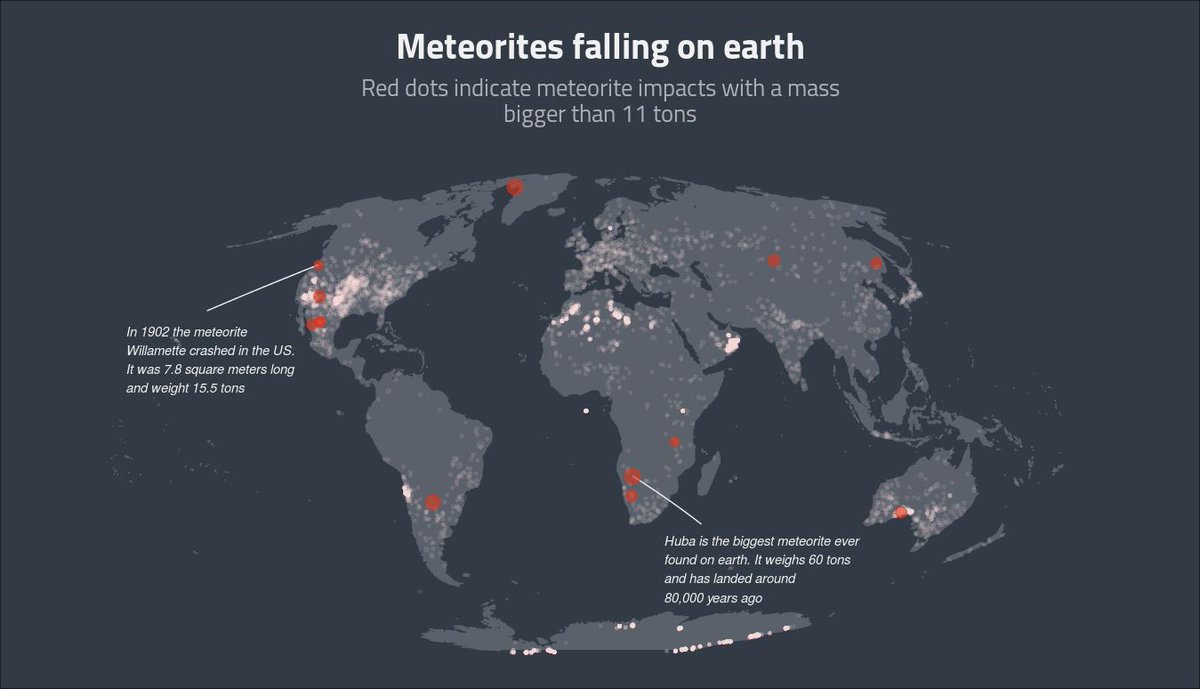 Meteorites falling on earth
Red dots indicate meteorite impacts with a mass
bigger than 11 tons
In 1902 the meteorite
Willamette crashed in the US.
It was 7.8 square meters long
and weight 15.5 tons
Huba is the biggest meteorite ever
found on earth. It weighs 60 tons
and has landed around
80,000 years ago